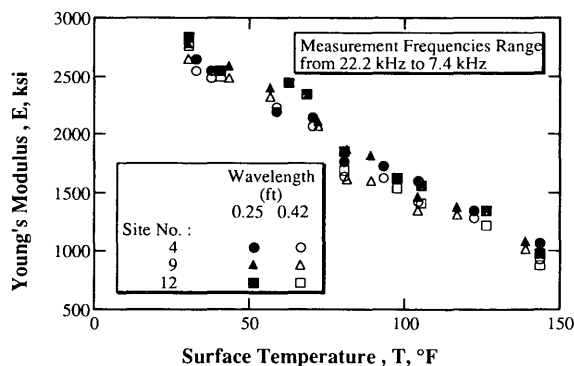 3000
2500
2000
1500
1000
500
Young's Modulus , E, ksi
Measurement Frequencies Range
from 22.2 kHz to 7.4 kHz
Wavelength
(ft)
0.25 0.42
Site No. :
4
9
12
0
50
100
150
Surface Temperature , T, °F